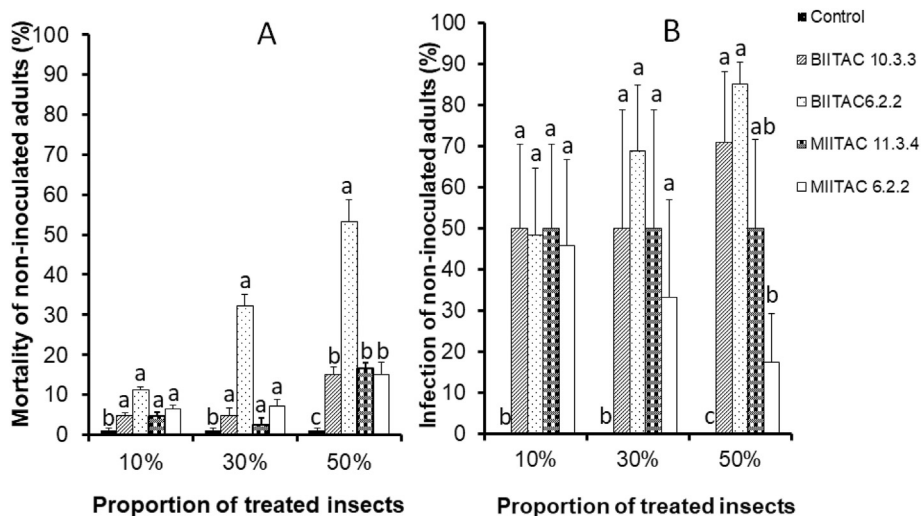 A
Mortality of non-inoculated adults (%)
100
90
80
70
60
50
40
30
20
10
0
b a a a a
b a a a a
c b a b b
10% 30% 50%
Proportion of treated insects
B
Infection of non-inoculated adults (%)
100
90
80
70
60
50
40
30
20
10
0
b a a a a
b a a a a
c a a ab b
10% 30% 50%
Proportion of treated insects
Control
BIITAC 10.3.3
BIITAC6.2.2
MIITAC 11.3.4
MIITAC 6.2.2